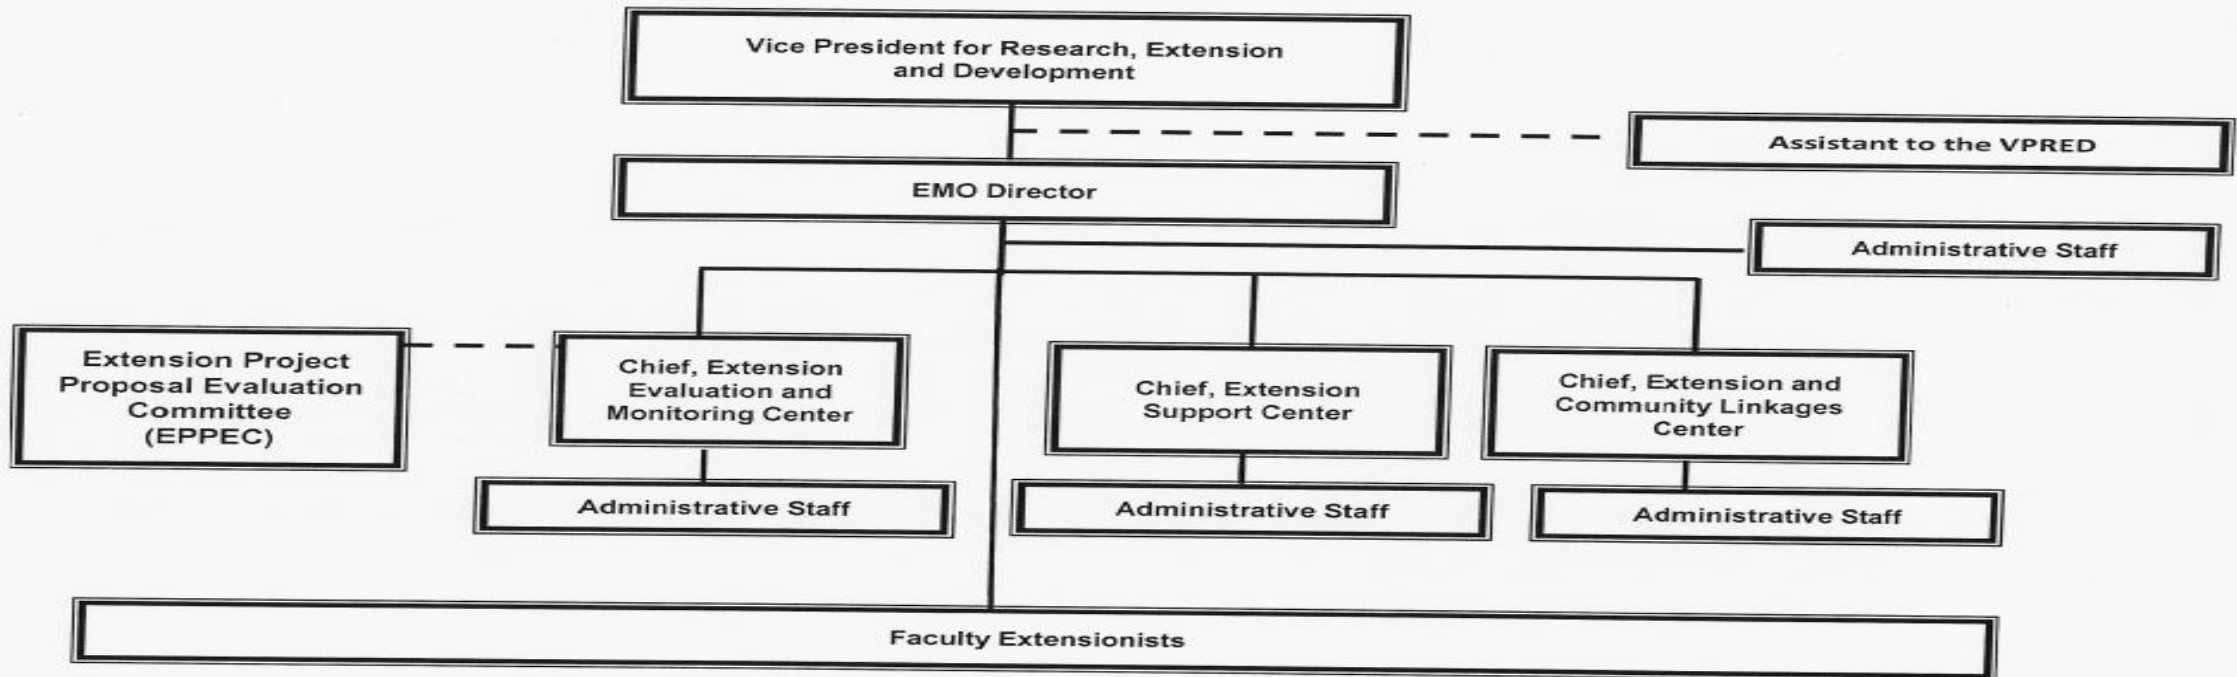 Vice President for Research, Extension
and Development
Assistant to the VPRED
EMO Director
Administrative Staff
Extension Project
Proposal Evaluation
Committee
(EPPEC)
Chief, Extension
Evaluation and
Monitoring Center
Chief, Extension
Support Center
Chief, Extension and
Community Linkages
Center
Administrative Staff
Administrative Staff
Administrative Staff
Faculty Extensionists